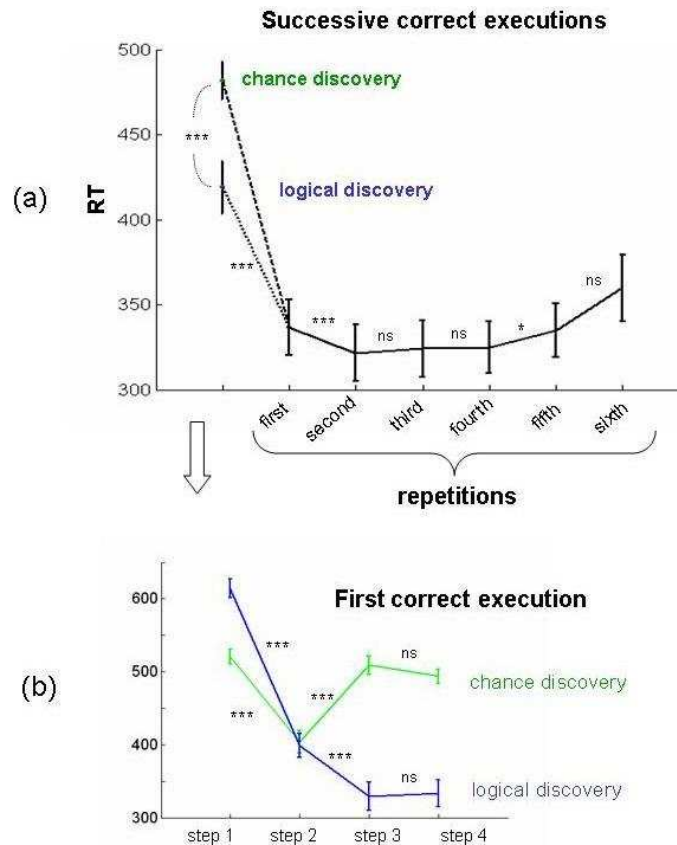 Successive correct executions
500
chance discovery
450
***
logical discovery
(a)
RT
400
***
350
***
ns
ns
*
ns
300
first
second
third
fourth
fifth
sixth
repetitions
600
First correct execution
***
ns
500
***
chance discovery
(b)
***
400
***
ns
logical discovery
300
step 1 step 2 step 3 step 4